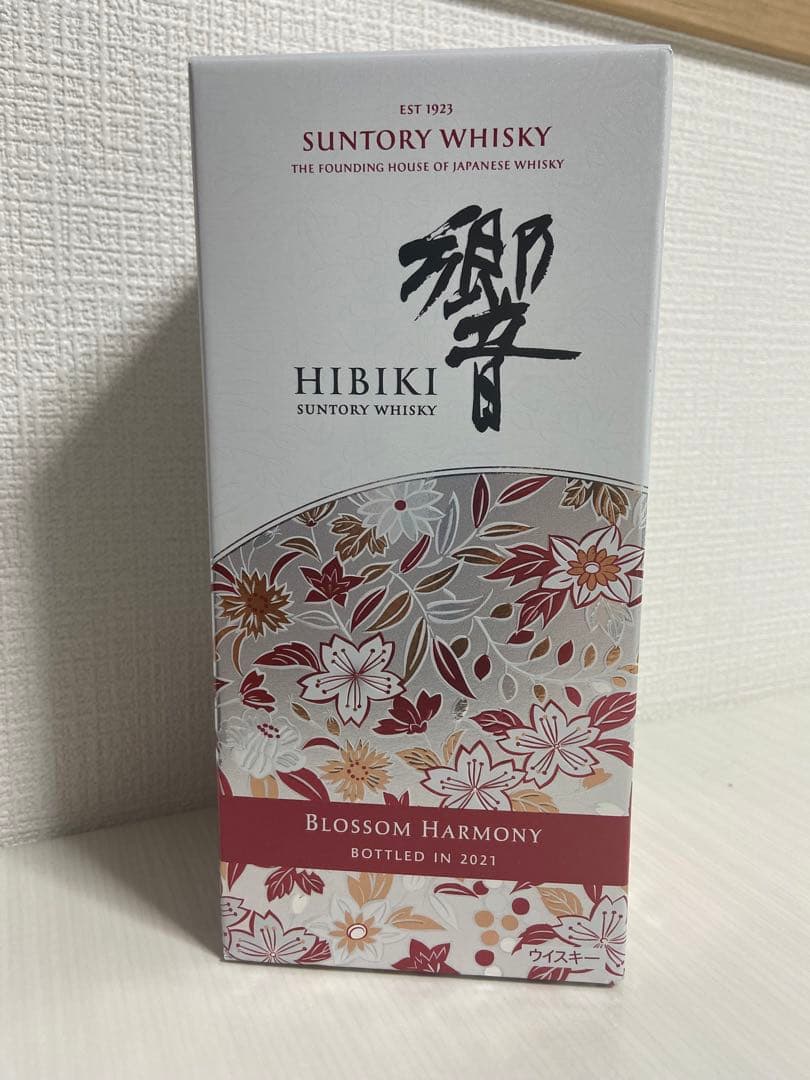 EST 1923
SUNTORY WHISKY
THE FOUNDING HOUSE OF JAPANESE WHISKY
響
HIBIKI
SUNTORY WHISKY
BLOSSOM HARMONY
BOTTLED IN 2021
ウイスキー